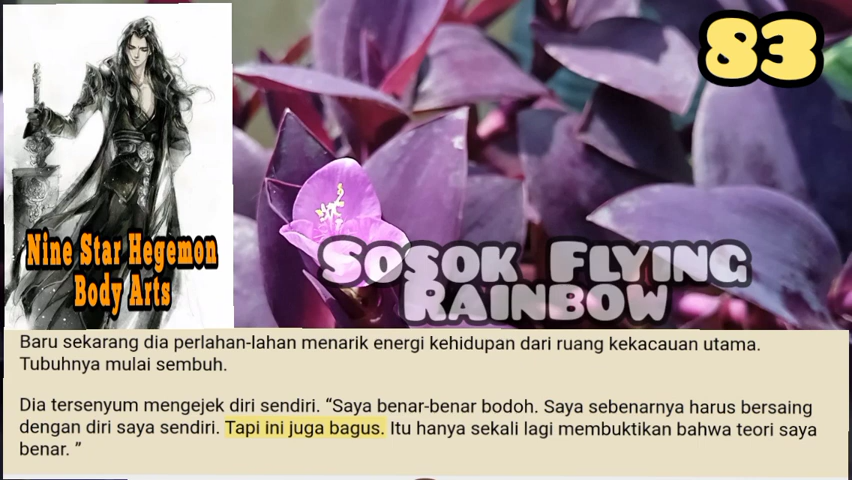 83
Nine Star Hegemon
Body Arts
Sosok Flying
Rainbow
Baru sekarang dia perlahan-lahan menarik energi kehidupan dari ruang kekacauan utama.
Tubuhnya mulai sembuh.
Dia tersenyum mengejek diri sendiri. “Saya benar-benar bodoh. Saya sebenarnya harus bersaing
dengan diri saya sendiri. Tapi ini juga bagus. Itu hanya sekali lagi membuktikan bahwa teori saya
benar. ”